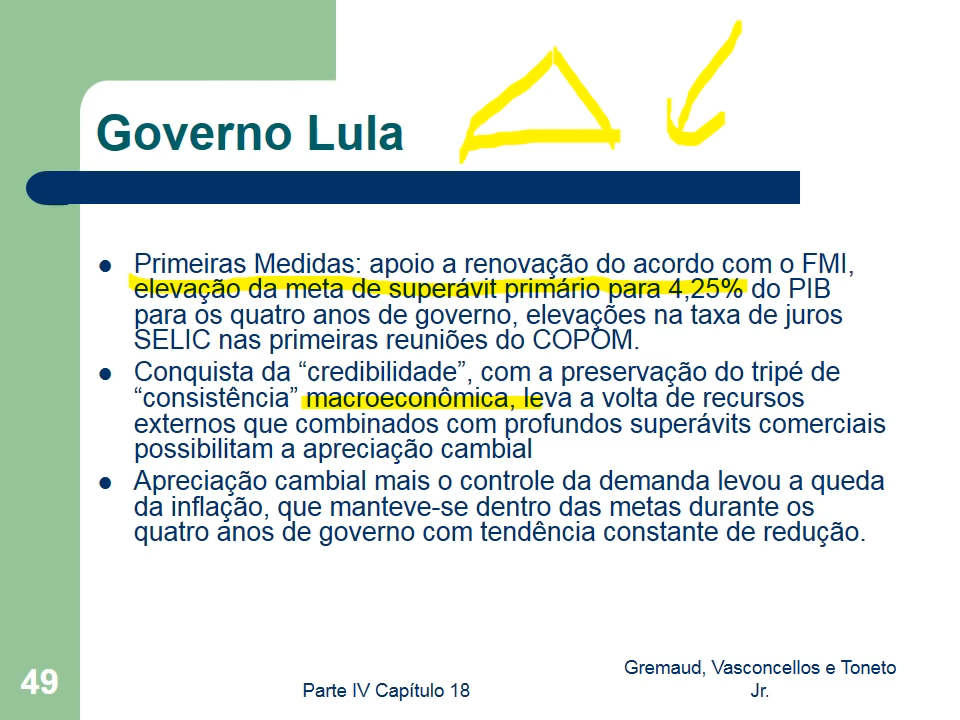 Governo Lula
● Primeiras Medidas: apoio a renovação do acordo com o FMI,
elevação da meta de superávit primário para 4,25% do PIB
para os quatro anos de governo, elevações na taxa de juros
SELIC nas primeiras reuniões do COPOM.
● Conquista da “credibilidade”, com a preservação do tripé de
“consistência” macroeconômica, leva a volta de recursos
externos que combinados com profundos superávits comerciais
possibilitam a apreciação cambial
● Apreciação cambial mais o controle da demanda levou a queda
da inflação, que manteve-se dentro das metas durante os
quatro anos de governo com tendência constante de redução.
49
Parte IV Capítulo 18
Gremaud, Vasconcellos e Toneto
Jr.